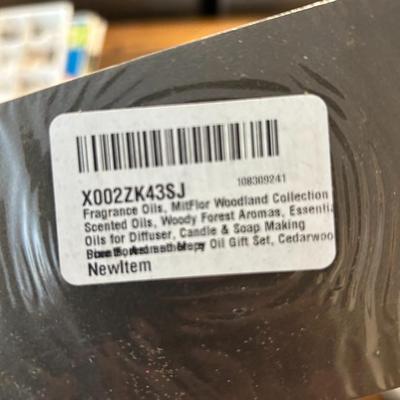 108309241
X002ZK43SJ
Fragrance Oils, MitFlor Woodland Collection
Scented Oils, Woody Forest Aromas, Essentia
Oils for Diffuser, Candle & Soap Making
Oil Gift Set, Cedarwoo
NewItem